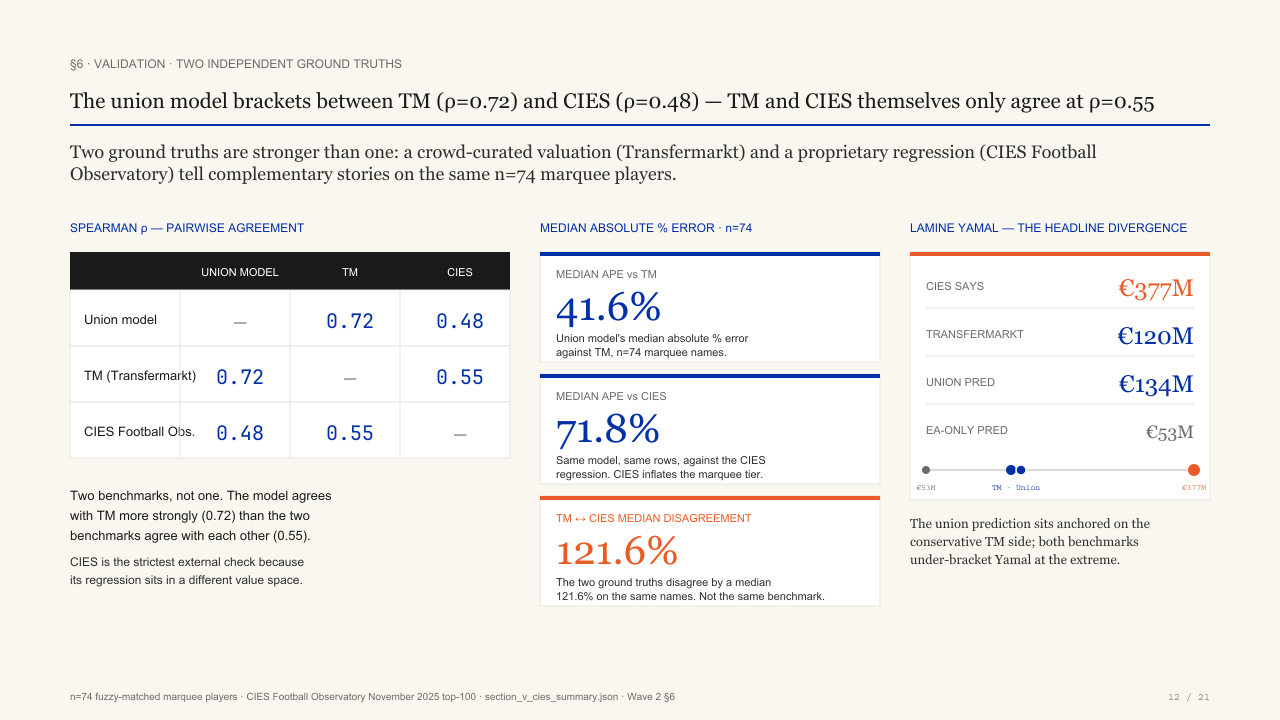 §6 · VALIDATION · TWO INDEPENDENT GROUND TRUTHS
The union model brackets between TM (ρ=0.72) and CIES (ρ=0.48) — TM and CIES themselves only agree at ρ=0.55
Two ground truths are stronger than one: a crowd-curated valuation (Transfermarkt) and a proprietary regression (CIES Football
Observatory) tell complementary stories on the same n=74 marquee players.
SPEARMAN ρ — PAIRWISE AGREEMENT
UNION MODEL TM CIES
Union model — 0.72 0.48
TM (Transfermarkt) 0.72 — 0.55
CIES Football Obs. 0.48 0.55 —
Two benchmarks, not one. The model agrees
with TM more strongly (0.72) than the two
benchmarks agree with each other (0.55).
CIES is the strictest external check because
its regression sits in a different value space.
MEDIAN ABSOLUTE % ERROR · n=74
MEDIAN APE vs TM
41.6%
Union model's median absolute % error
against TM, n=74 marquee names.
MEDIAN APE vs CIES
71.8%
Same model, same rows, against the CIES
regression. CIES inflates the marquee tier.
TM ↔ CIES MEDIAN DISAGREEMENT
121.6%
The two ground truths disagree by a median
121.6% on the same names. Not the same benchmark.
LAMINE YAMAL — THE HEADLINE DIVERGENCE
CIES SAYS €377M
TRANSFERMARKT €120M
UNION PRED €134M
EA-ONLY PRED €53M
€53M TM · Union €377M
The union prediction sits anchored on the
conservative TM side; both benchmarks
under-bracket Yamal at the extreme.
n=74 fuzzy-matched marquee players · CIES Football Observatory November 2025 top-100 · section_v_cies_summary.json · Wave 2 §6
12 / 21